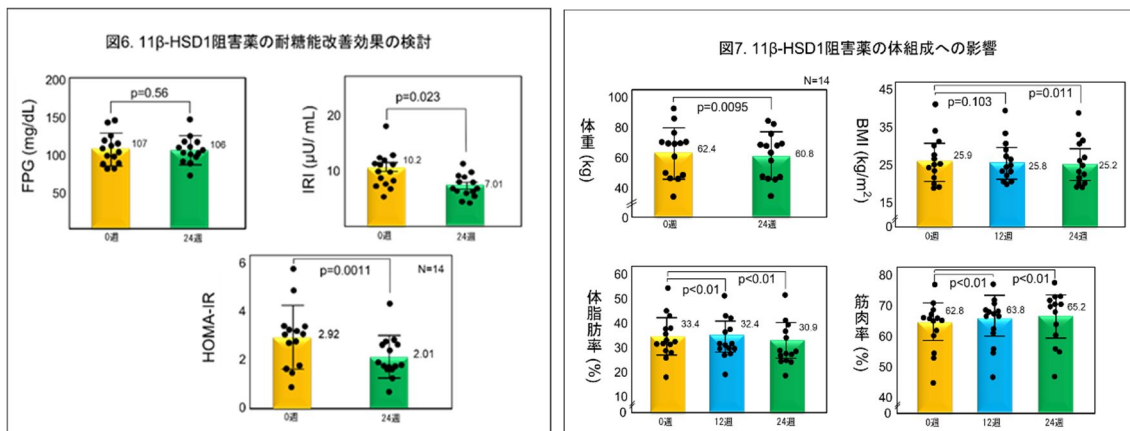 図6. 11β-HSD1阻害薬の耐糖能改善効果の検討
FPG (mg/dL)
200
150
100
50
p=0.56
107
106
0週
24週
IRI (μU/ mL)
20
10
p=0.023
10.2
7.01
0週
24週
HOMA-IR
6
4
2
0
p=0.0011
N=14
2.92
2.01
0週
24週
図7. 11β-HSD1阻害薬の体組成への影響
N=14
体重
(kg)
100
80
60
40
0
p=0.0095
62.4
60.8
0週
24週
BMI
(kg/m²)
45
35
25
15
0
p=0.103
p=0.011
25.9
25.8
25.2
0週
12週
24週
体脂肪率
(%)
60
50
40
30
20
10
0
p<0.01
p<0.01
33.4
32.4
30.9
0週
12週
24週
筋肉率
(%)
80
70
60
50
40
0
p<0.01
p<0.01
62.8
63.8
65.2
0週
12週
24週